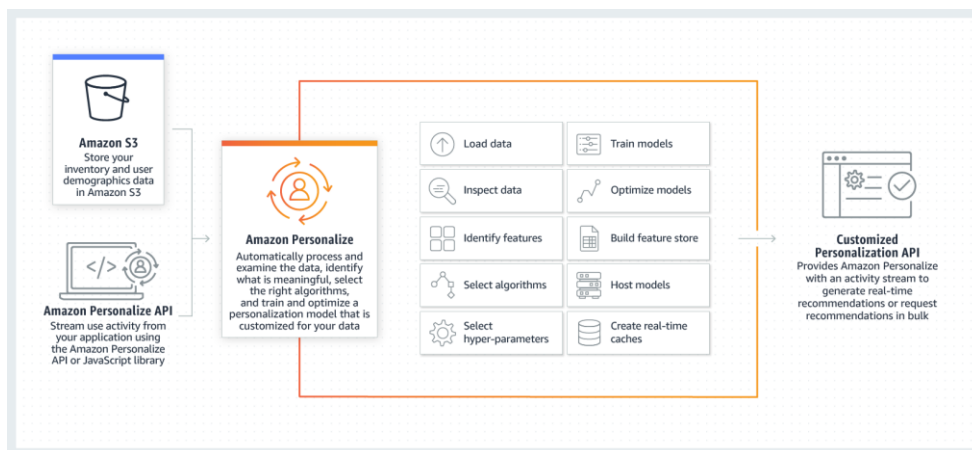 Amazon S3
Store your
inventory and user
demographics data
in Amazon S3
</>
Amazon Personalize API
Stream use activity from
your application using
the Amazon Personalize
API or JavaScript library
Amazon Personalize
Automatically process and
examine the data, identify
what is meaningful, select
the right algorithms,
and train and optimize a
personalization model that is
customized for your data
Load data
Train models
Inspect data
Optimize models
Identify features
Build feature store
Select algorithms
Host models
Select
hyper-parameters
Create real-time
caches
Customized
Personalization API
Provides Amazon Personalize
with an activity stream to
generate real-time
recommendations or request
recommendations in bulk